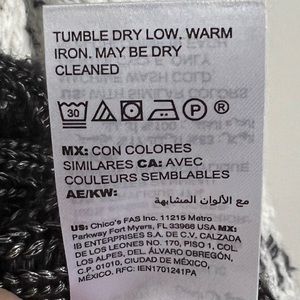 TUMBLE DRY LOW. WARM
IRON. MAY BE DRY
CLEANED
30 P
MX: CON COLORES
SIMILARES CA: AVEC
COULEURS SEMBLABLES
AE/KW:
مع الألوان المشابهة
US: Chico's FAS Inc. 11215 Metro
Parkway Fort Myers, FL 33966 USA MX:
IB ENTERPRISES S.A. DE C.V. CALZADA
DE LOS LEONES NO. 170, PISO 1, COL.
DE LOS ALPES, DEL. ÁLVARO OBREGÓN,
C.P. 01010, CIUDAD DE MÉXICO,
MÉXICO. RFC: IEN1701241PA